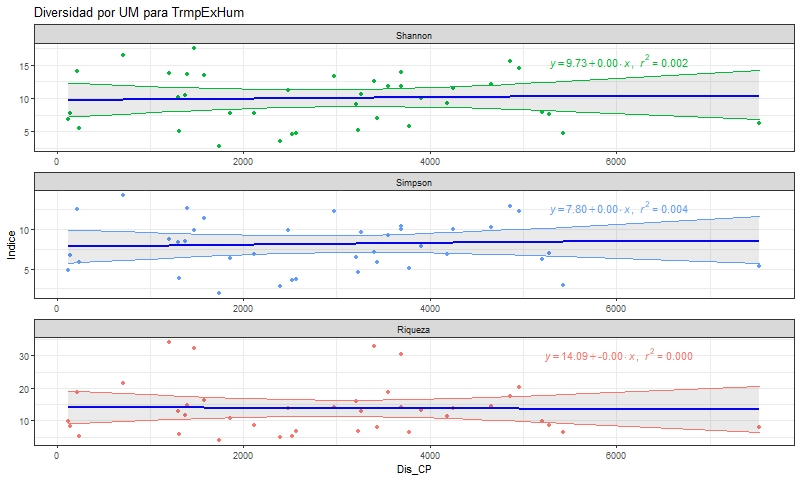 Diversidad por UM para TrmpExHum
Shannon
15
10
5
y = 9.73 + 0.00 · x, r² = 0.002
0
2000
4000
6000
Simpson
10
5
y = 7.80 + 0.00 · x, r² = 0.004
0
2000
4000
6000
Indice
Riqueza
30
20
10
y = 14.09 + -0.00 · x, r² = 0.000
0
2000
4000
6000
Dis_CP